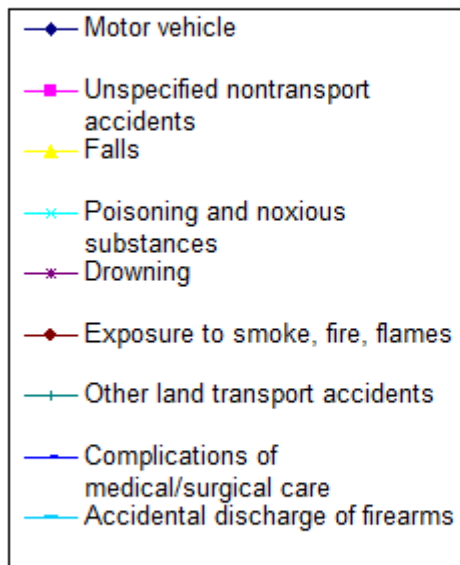 Motor vehicle
Unspecified nontransport
accidents
Falls
Poisoning and noxious
substances
Drowning
Exposure to smoke, fire, flames
Other land transport accidents
Complications of
medical/surgical care
Accidental discharge of firearms